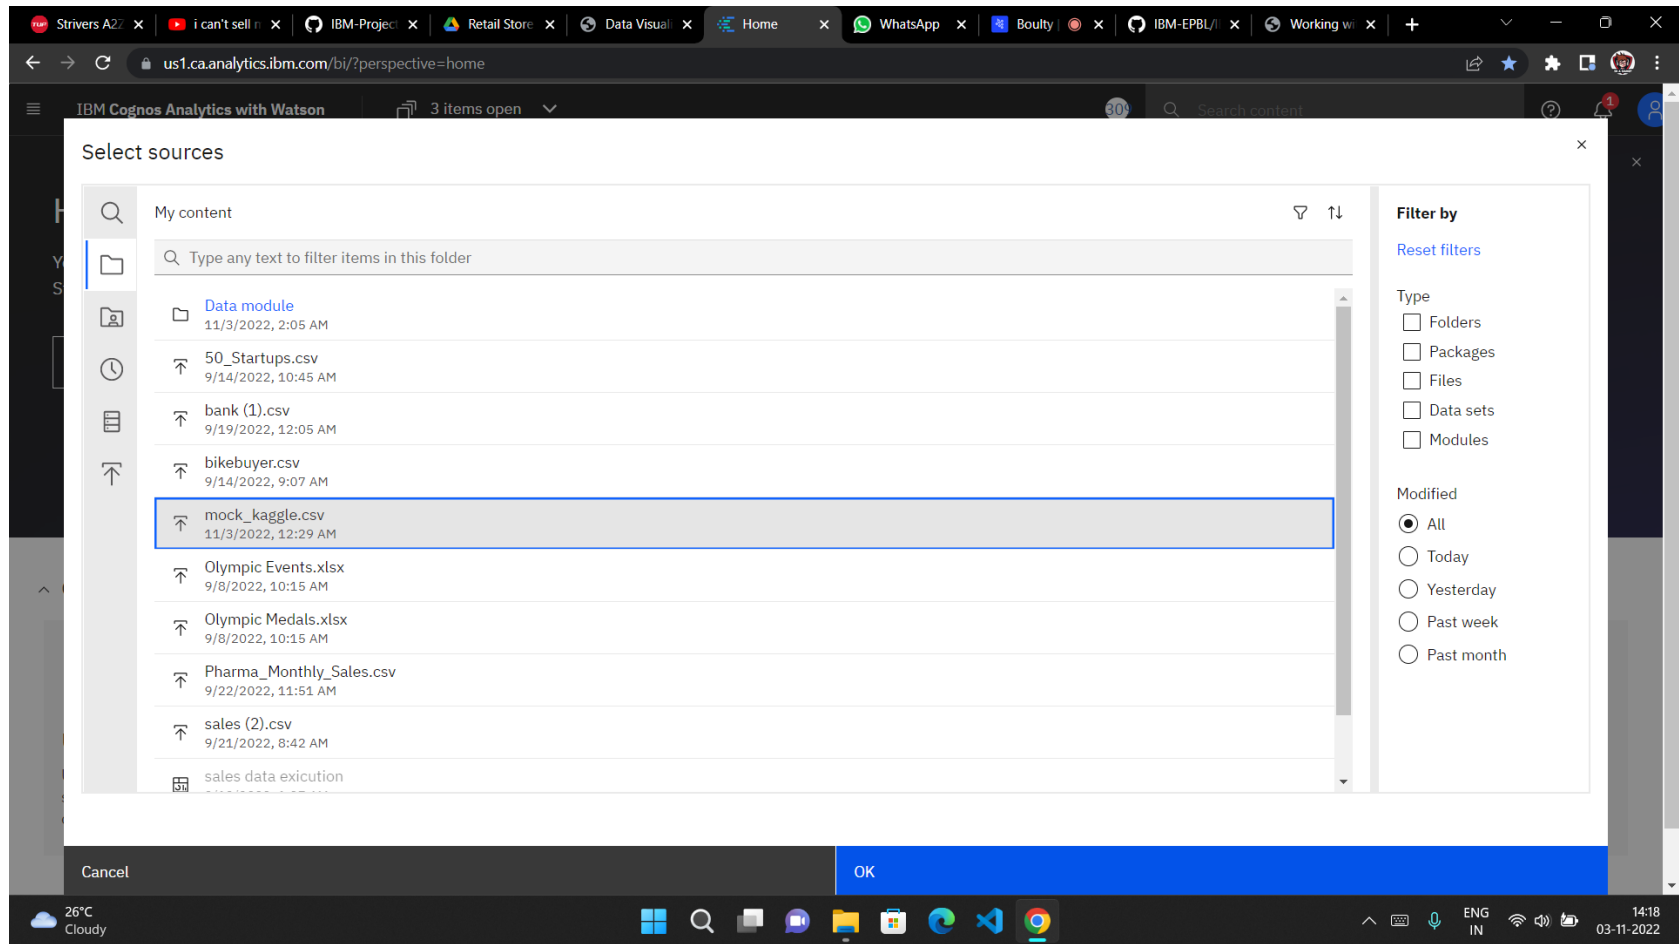 Strivers A2Z
i can't sell m
IBM-Project
Retail Store
Data Visuali
Home
WhatsApp
Boulty
IBM-EPBL/I
Working wi
us1.ca.analytics.ibm.com/bi/?perspective=home
IBM Cognos Analytics with Watson
3 items open
309
Search content
1
Select sources
My content
Type any text to filter items in this folder
Data module
11/3/2022, 2:05 AM
50_Startups.csv
9/14/2022, 10:45 AM
bank (1).csv
9/19/2022, 12:05 AM
bikebuyer.csv
9/14/2022, 9:07 AM
mock_kaggle.csv
11/3/2022, 12:29 AM
Olympic Events.xlsx
9/8/2022, 10:15 AM
Olympic Medals.xlsx
9/8/2022, 10:15 AM
Pharma_Monthly_Sales.csv
9/22/2022, 11:51 AM
sales (2).csv
9/21/2022, 8:42 AM
sales data exicution
Filter by
Reset filters
Type
Folders
Packages
Files
Data sets
Modules
Modified
All
Today
Yesterday
Past week
Past month
Cancel
OK
26°C
Cloudy
ENG
IN
14:18
03-11-2022